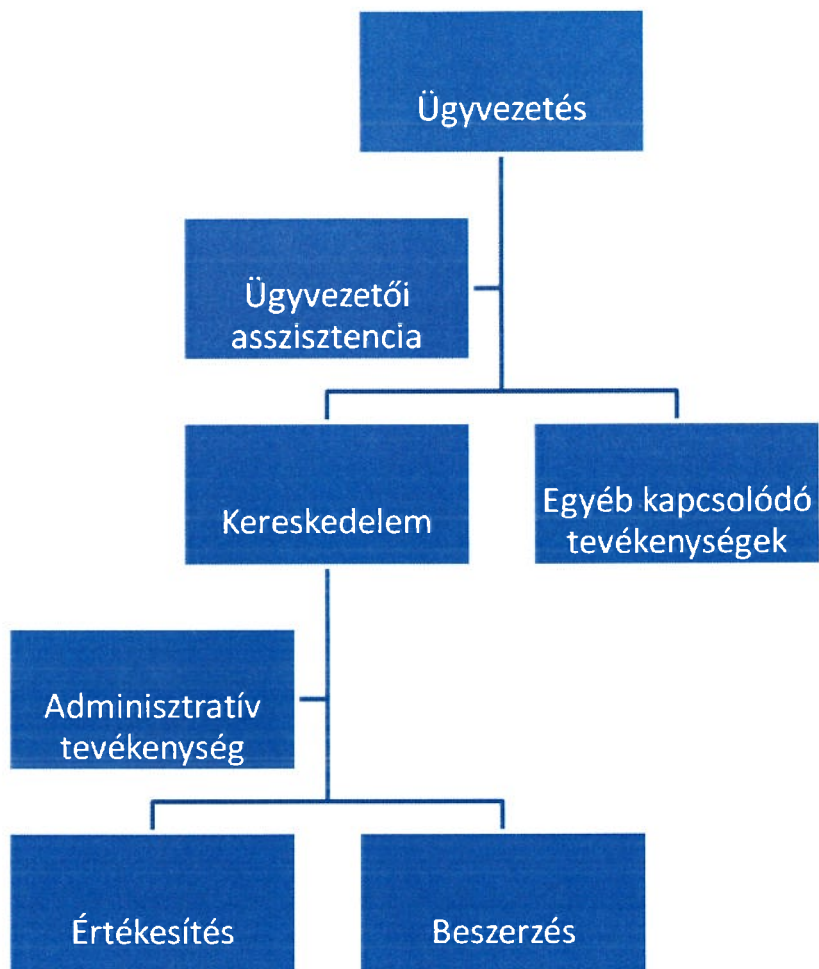 Ügyvezetés
Ügyvezetői
asszisztencia
Kereskedelem
Egyéb kapcsolódó
tevékenységek
Adminisztratív
tevékenység
Értékesítés
Beszerzés